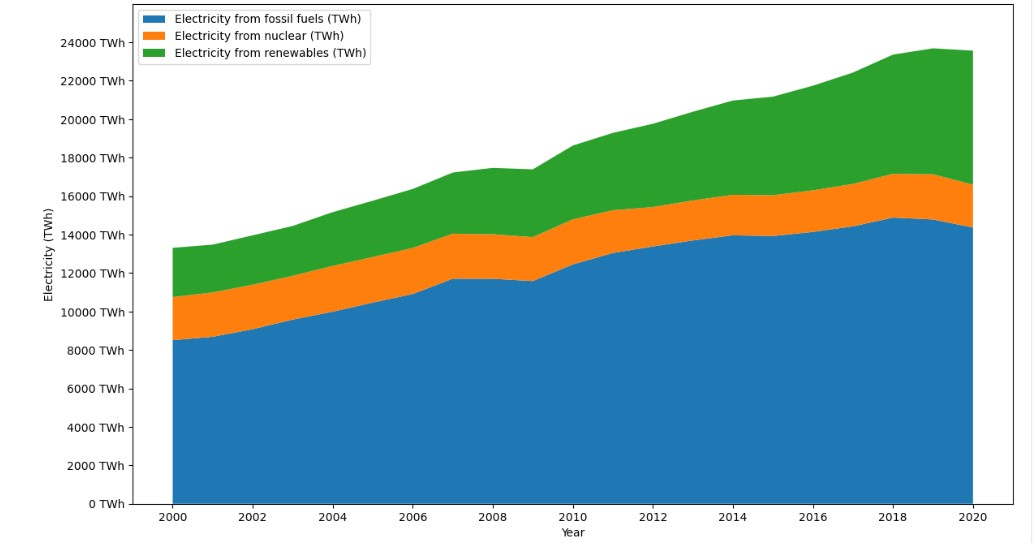 Electricity from fossil fuels (TWh)
Electricity from nuclear (TWh)
Electricity from renewables (TWh)
24000 TWh
22000 TWh
20000 TWh
18000 TWh
16000 TWh
14000 TWh
12000 TWh
10000 TWh
8000 TWh
6000 TWh
4000 TWh
2000 TWh
0 TWh
Electricity (TWh)
2000 2002 2004 2006 2008 2010 2012 2014 2016 2018 2020
Year